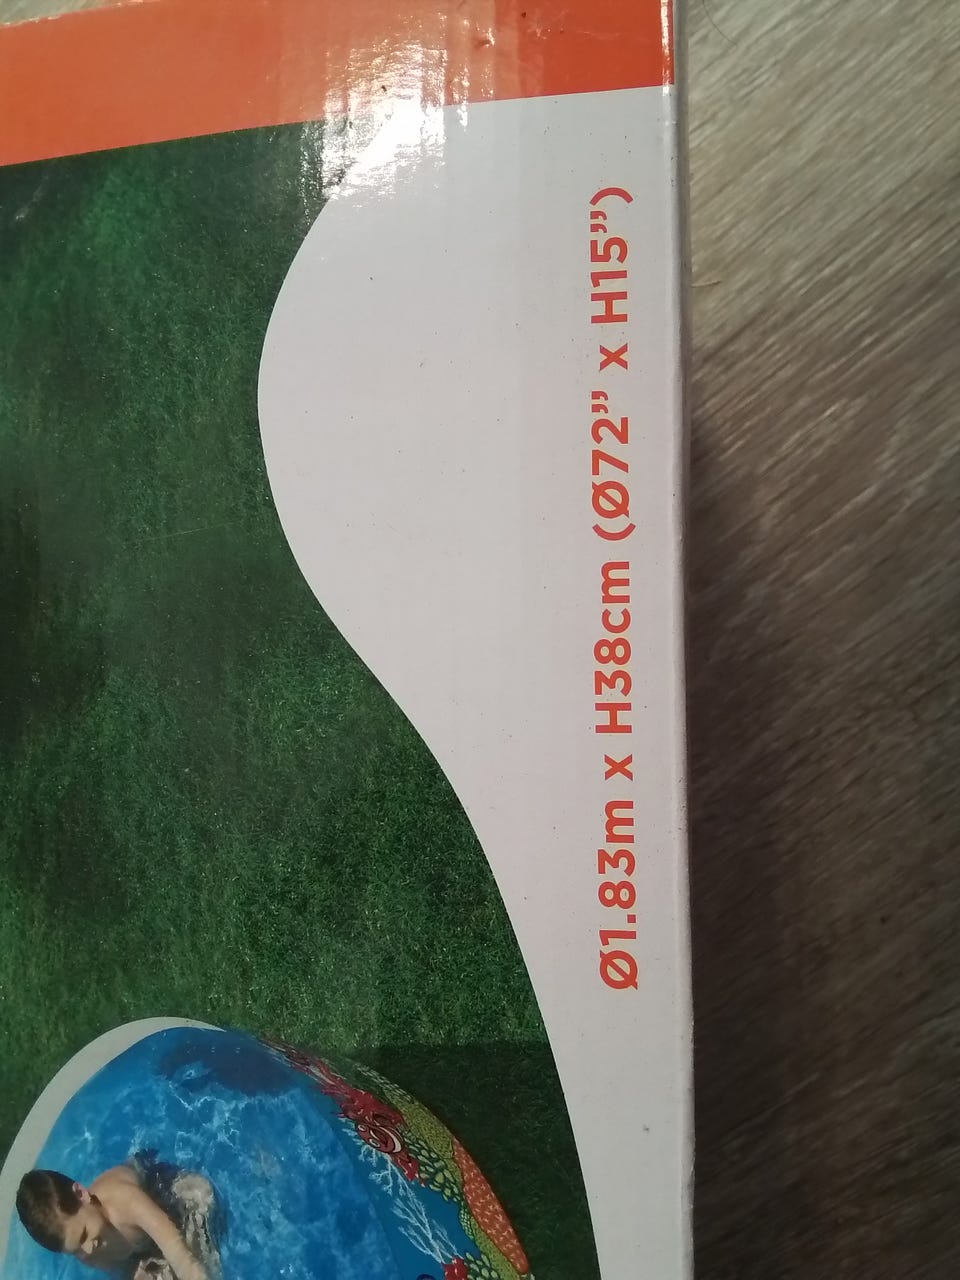 Ø1.83m x H38cm (Ø72” x H15”)